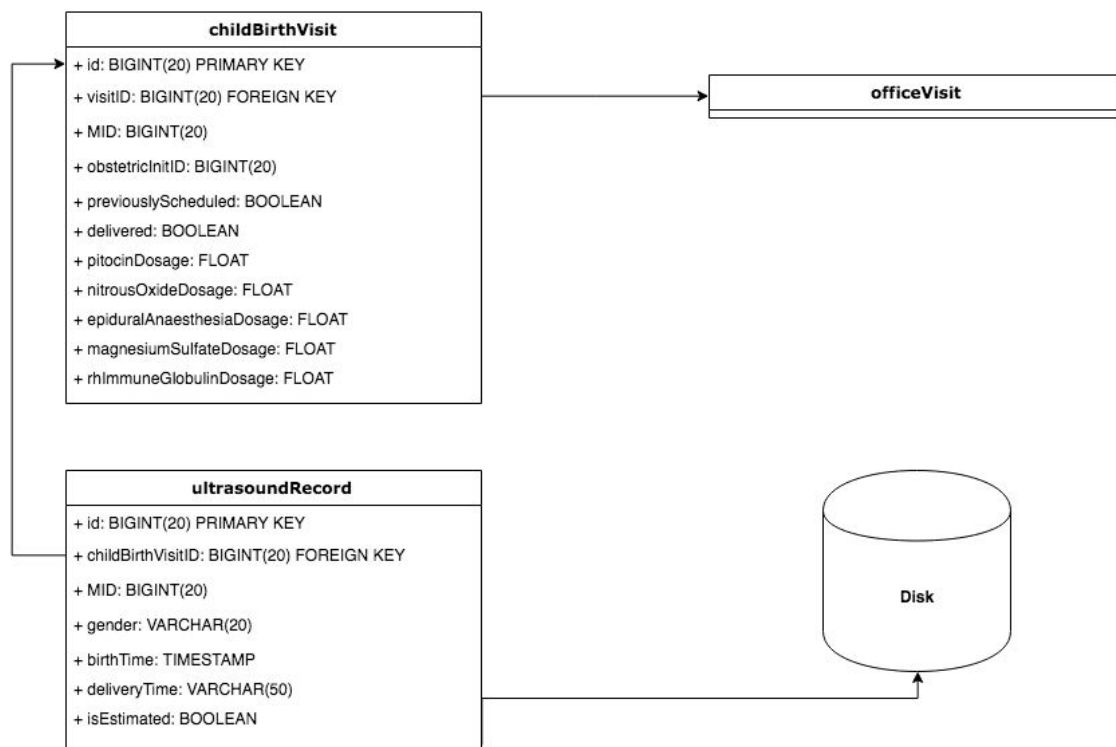 childBirthVisit
+ id: BIGINT(20) PRIMARY KEY
+ visitID: BIGINT(20) FOREIGN KEY
+ MID: BIGINT(20)
+ obstetricInitID: BIGINT(20)
+ previouslyScheduled: BOOLEAN
+ delivered: BOOLEAN
+ pitocinDosage: FLOAT
+ nitrousOxideDosage: FLOAT
+ epiduralAnaesthesiaDosage: FLOAT
+ magnesiumSulfateDosage: FLOAT
+ rhImmuneGlobulinDosage: FLOAT
officeVisit
ultrasoundRecord
+ id: BIGINT(20) PRIMARY KEY
+ childBirthVisitID: BIGINT(20) FOREIGN KEY
+ MID: BIGINT(20)
+ gender: VARCHAR(20)
+ birthTime: TIMESTAMP
+ deliveryTime: VARCHAR(50)
+ isEstimated: BOOLEAN
Disk